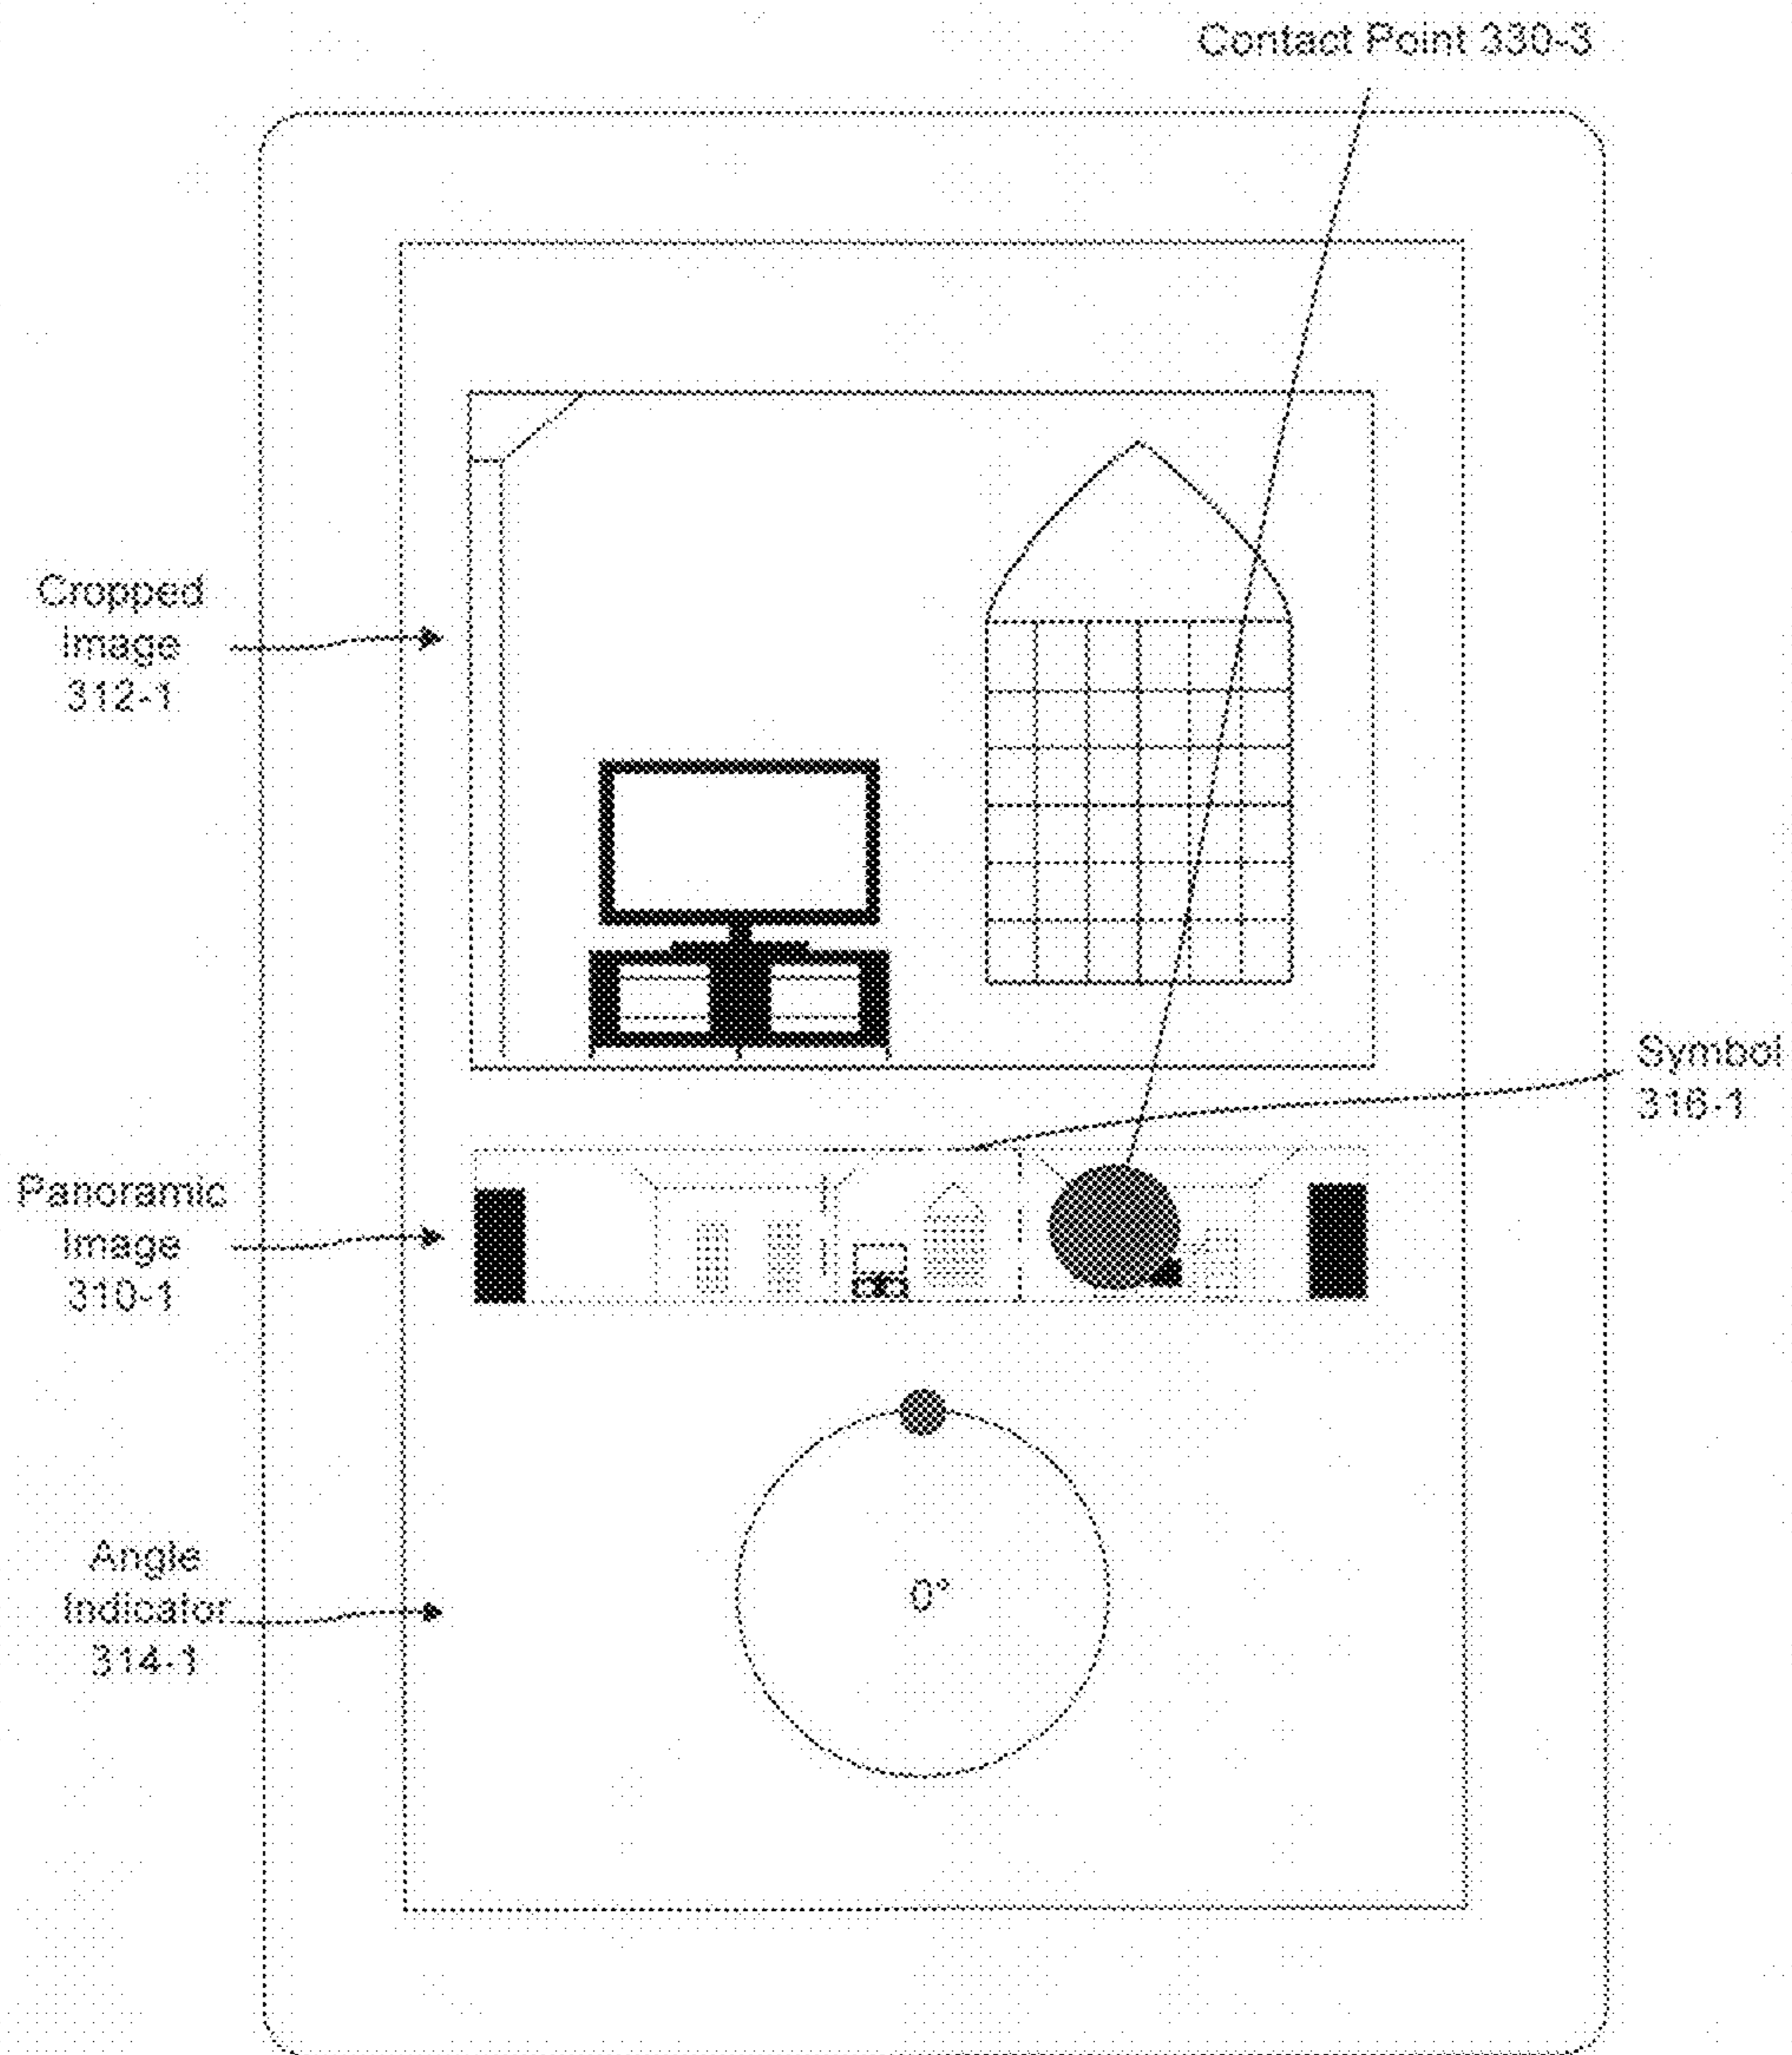 Contact Point 330-3
Cropped
Image
312-1
Symbol
316-1
Panoramic
Image
310-1
Angle
Indicator
314-1
0°